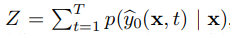 Z = \sum_{t=1}^{T} p(\widehat{y}_0(\mathbf{x}, t) \mid \mathbf{x}).